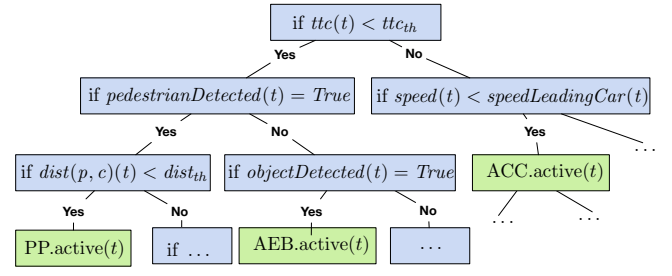 if ttc(t) < ttc_th
Yes
No
if pedestrianDetected(t) = True
if speed(t) < speedLeadingCar(t)
Yes
No
Yes
...
if dist(p, c)(t) < dist_th
if objectDetected(t) = True
ACC.active(t)
Yes
No
Yes
No
...
...
PP.active(t)
if ...
AEB.active(t)
...